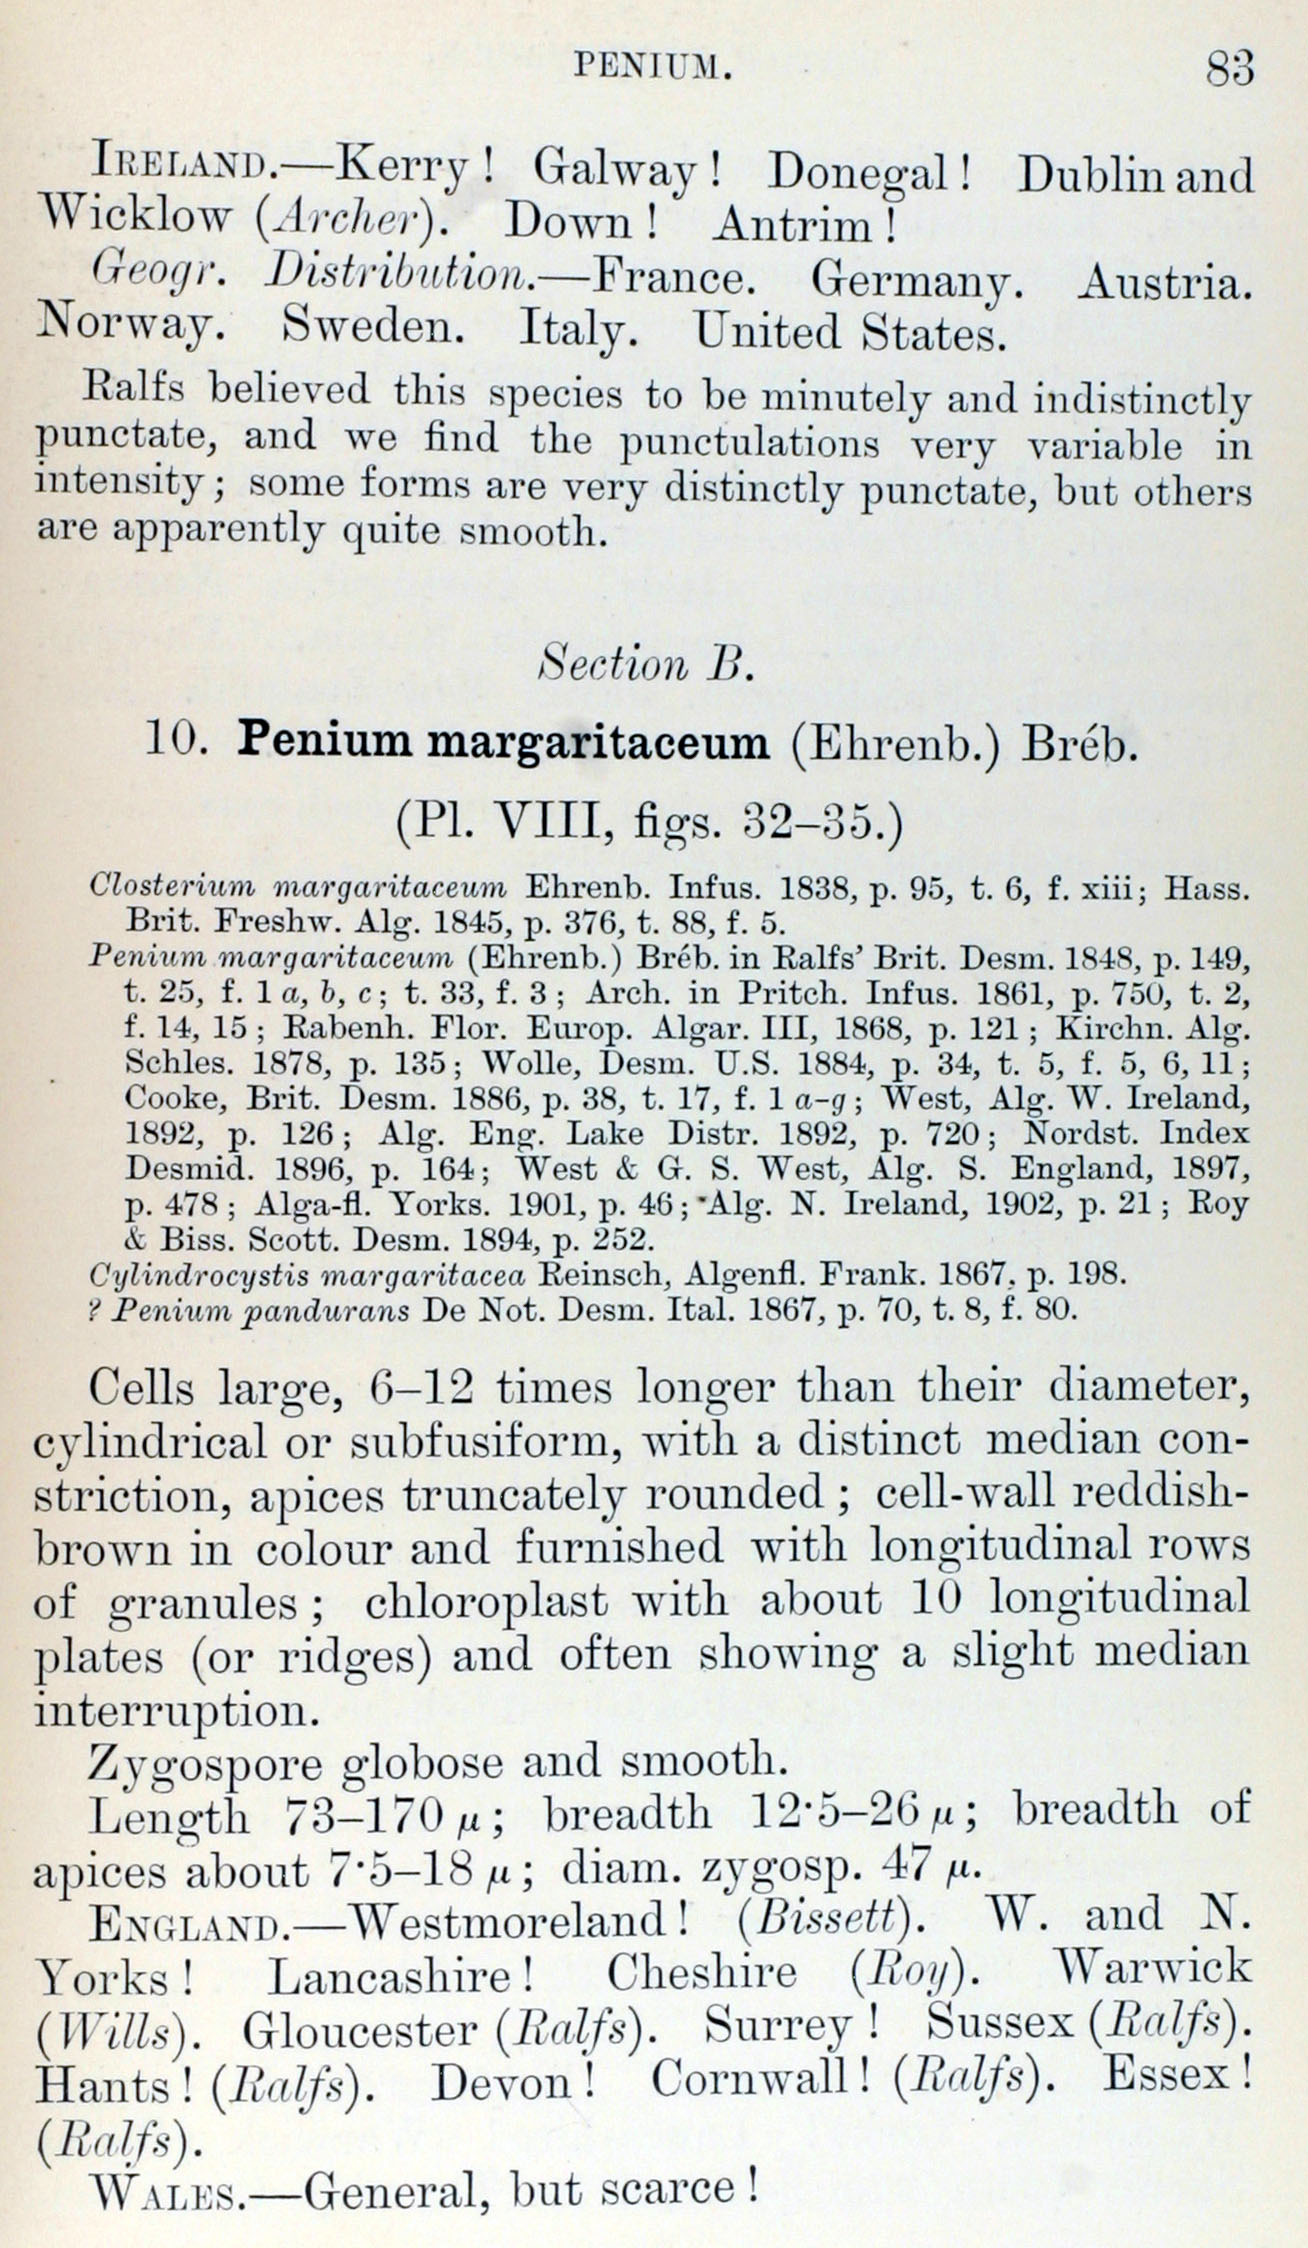 PENIUM. 83
IRELAND.—Kerry! Galway! Donegal! Dublin and
Wicklow (Archer). Down! Antrim!
Geogr. Distribution.—France. Germany. Austria.
Norway. Sweden. Italy. United States.
Ralfs believed this species to be minutely and indistinctly
punctate, and we find the punctulations very variable in
intensity; some forms are very distinctly punctate, but others
are apparently quite smooth.
Section B.
10. Penium margaritaceum (Ehrenb.) Bréb.
(Pl. VIII, figs. 32–35.)
Closterium margaritaceum Ehrenb. Infus. 1838, p. 95, t. 6, f. xiii; Hass.
Brit. Freshw. Alg. 1845, p. 376, t. 88, f. 5.
Penium margaritaceum (Ehrenb.) Bréb. in Ralfs' Brit. Desm. 1848, p. 149,
t. 25, f. 1 a, b, c; t. 33, f. 3; Arch. in Pritch. Infus. 1861, p. 750, t. 2,
f. 14, 15; Rabenh. Flor. Europ. Algar. III, 1868, p. 121; Kirchn. Alg.
Schles. 1878, p. 135; Wolle, Desm. U.S. 1884, p. 34, t. 5, f. 5, 6, 11;
Cooke, Brit. Desm. 1886, p. 38, t. 17, f. 1 a–g; West, Alg. W. Ireland,
1892, p. 126; Alg. Eng. Lake Distr. 1892, p. 720; Nordst. Index
Desmid. 1896, p. 164; West & G. S. West, Alg. S. England, 1897,
p. 478; Alga-fl. Yorks. 1901, p. 46; Alg. N. Ireland, 1902, p. 21; Roy
& Biss. Scott. Desm. 1894, p. 252.
Cylindrocystis margaritacea Reinsch, Algenfl. Frank. 1867, p. 198.
? Penium pandurans De Not. Desm. Ital. 1867, p. 70, t. 8, f. 80.
Cells large, 6–12 times longer than their diameter,
cylindrical or subfusiform, with a distinct median con-
striction, apices truncately rounded; cell-wall reddish-
brown in colour and furnished with longitudinal rows
of granules; chloroplast with about 10 longitudinal
plates (or ridges) and often showing a slight median
interruption.
Zygospore globose and smooth.
Length 73–170 μ; breadth 12·5–26 μ; breadth of
apices about 7·5–18 μ; diam. zygosp. 47 μ.
ENGLAND.—Westmoreland! (Bissett). W. and N.
Yorks! Lancashire! Cheshire (Roy). Warwick
(Wills). Gloucester (Ralfs). Surrey! Sussex (Ralfs).
Hants! (Ralfs). Devon! Cornwall! (Ralfs). Essex!
(Ralfs).
WALES.—General, but scarce!